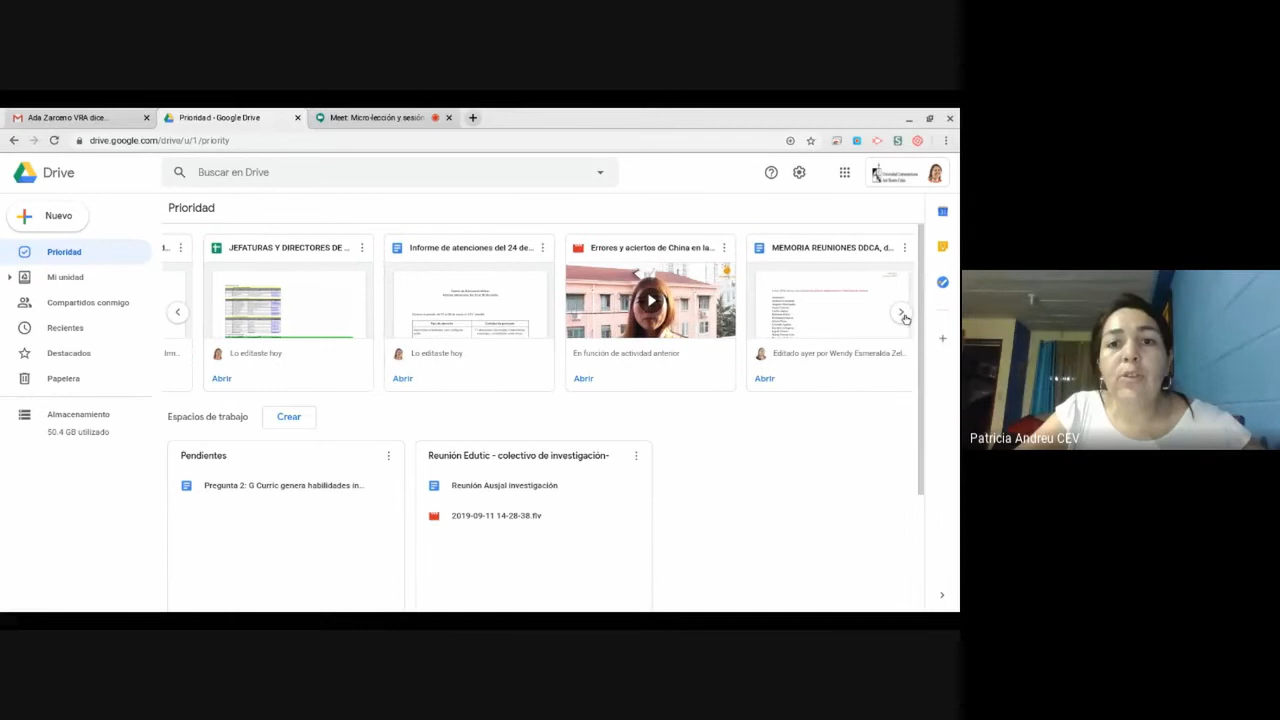 Ada Zarceno VRA dice...
Prioridad - Google Drive
Meet: Micro-lección y sesión
drive.google.com/drive/u/1/priority
Drive
Buscar en Drive
Nuevo
Prioridad
Mi unidad
Compartidos conmigo
Recientes
Destacados
Papelera
Almacenamiento
50.4 GB utilizado
Prioridad
JEFATURAS Y DIRECTORES DE ...
Informe de atenciones del 24 de...
Errores y aciertos de China en la...
MEMORIA REUNIONES DDCA, d...
Lo editaste hoy
Lo editaste hoy
En función de actividad anterior
Editado ayer por Wendy Esmeralda Zel...
Abrir
Abrir
Abrir
Abrir
Espacios de trabajo
Crear
Pendientes
Pregunta 2: G Curric genera habilidades in...
Reunión Edutic - colectivo de investigación-
Reunión Ausjal investigación
2019-09-11 14-28-38.flv
Patricia Andreu CEV